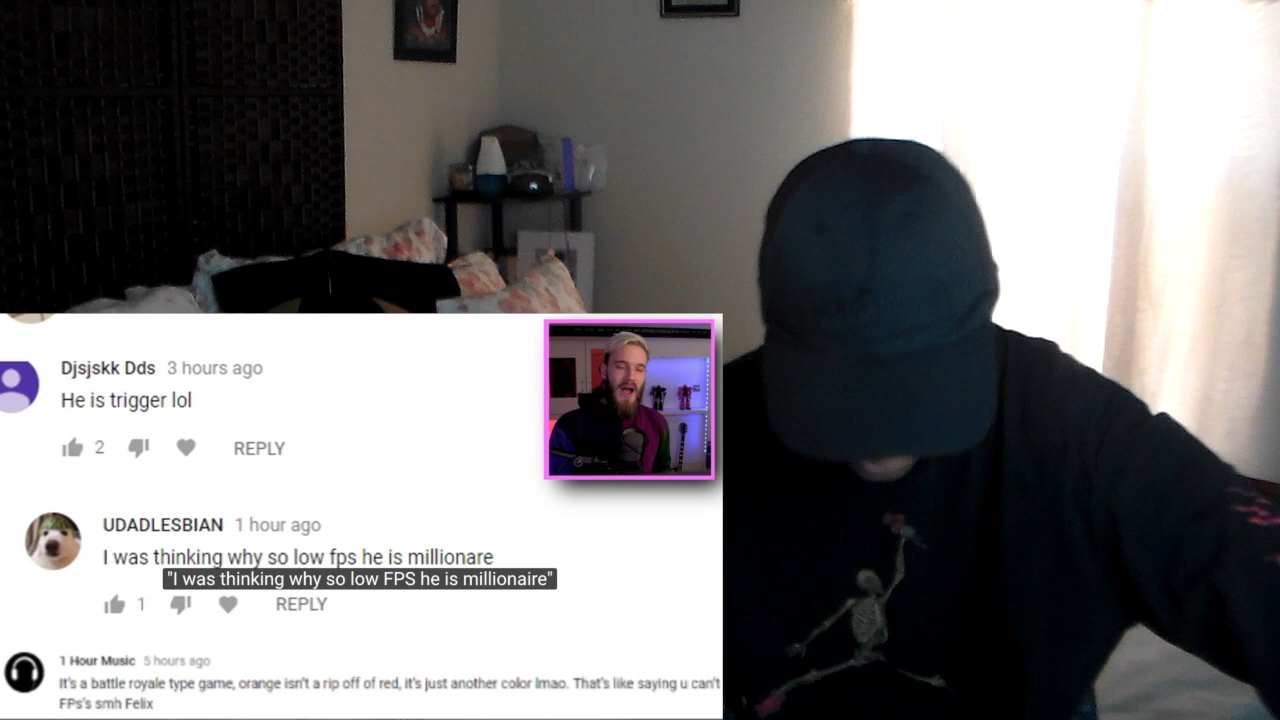 Djsjskk Dds 3 hours ago
He is trigger lol
2 REPLY
UDADLESBIAN 1 hour ago
I was thinking why so low fps he is millionare
"I was thinking why so low FPS he is millionaire"
1 REPLY
1 Hour Music 5 hours ago
It's a battle royale type game, orange isn't a rip off of red, it's just another color lmao. That's like saying u can't
FPs's smh Felix